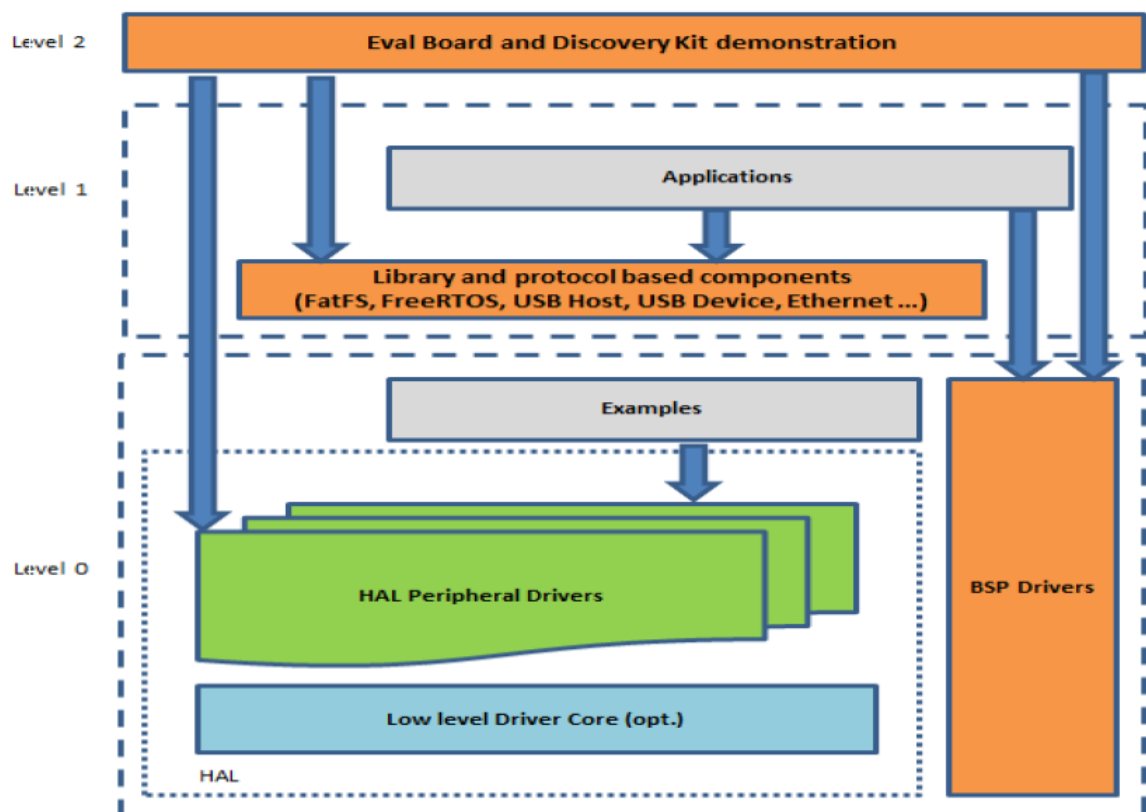 Level 2
Eval Board and Discovery Kit demonstration
Level 1
Applications
Library and protocol based components
(FatFS, FreeRTOS, USB Host, USB Device, Ethernet ...)
Examples
Level 0
HAL Peripheral Drivers
BSP Drivers
Low level Driver Core (opt.)
HAL